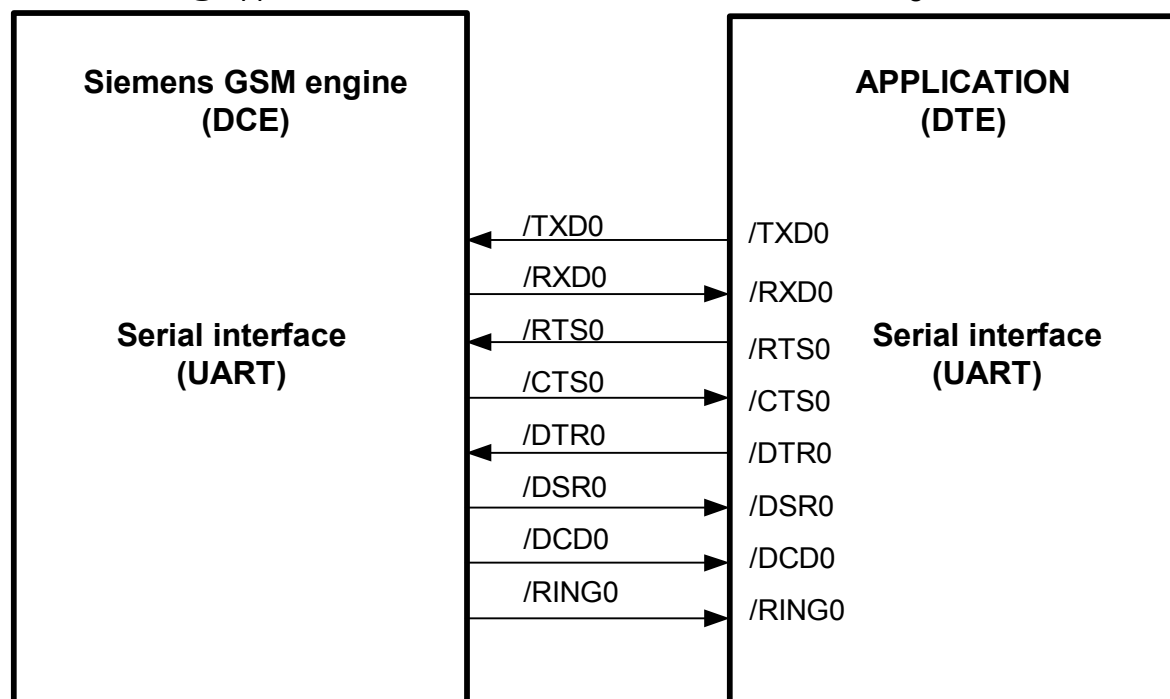 Siemens GSM engine
(DCE)
APPLICATION
(DTE)
/TXD0 /TXD0
/RXD0 /RXD0
/RTS0 /RTS0
/CTS0 /CTS0
/DTR0 /DTR0
/DSR0 /DSR0
/DCD0 /DCD0
/RING0 /RING0
Serial interface
(UART)
Serial interface
(UART)